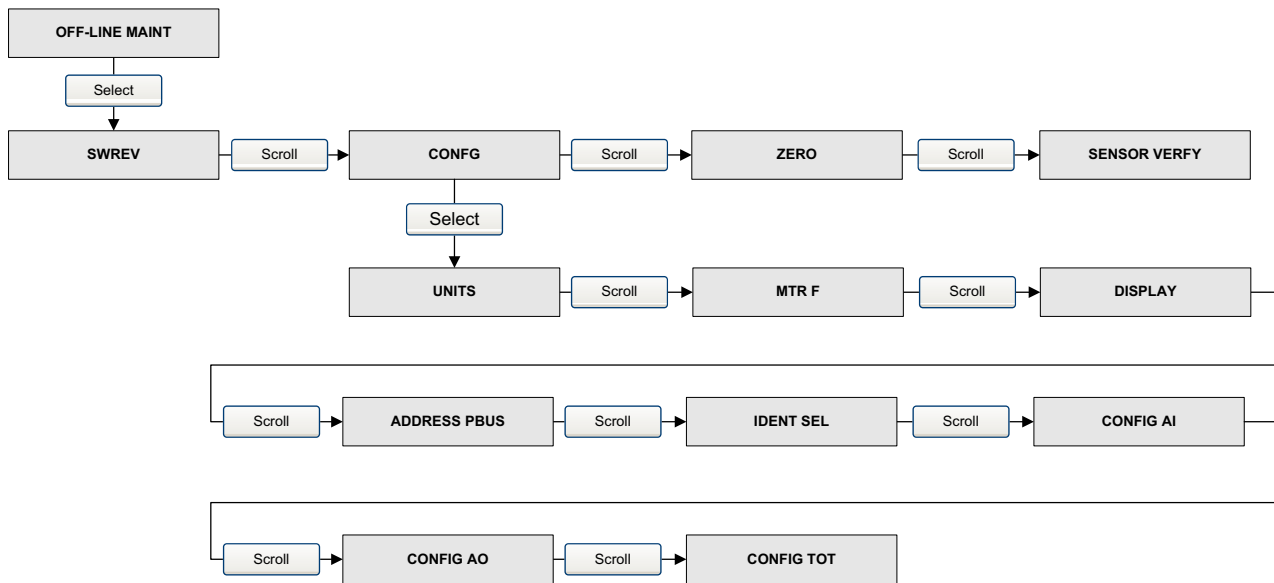 OFF-LINE MAINT
Select
SWREV
Scroll
CONFG
Scroll
ZERO
Scroll
SENSOR VERFY
Select
UNITS
Scroll
MTR F
Scroll
DISPLAY
Scroll
ADDRESS PBUS
Scroll
IDENT SEL
Scroll
CONFIG AI
Scroll
CONFIG AO
Scroll
CONFIG TOT